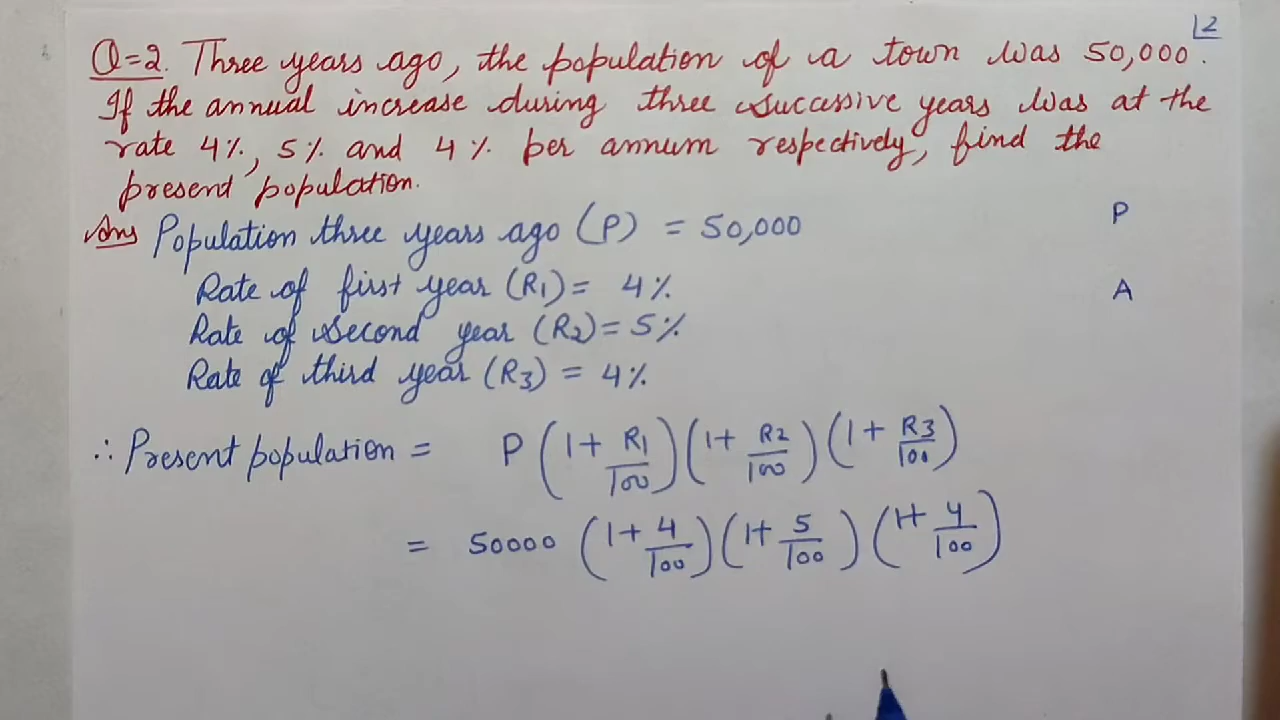 2
Q=2. Three years ago, the population of a town was 50,000.
If the annual increase during three successive years was at the
rate 4%, 5% and 4% per annum respectively, find the
present population.
Ans Population three years ago (P) = 50,000
P
Rate of first year (R1) = 4%
A
Rate of second year (R2) = 5%
Rate of third year (R3) = 4%
∴ Present population = P (1 + R1/100) (1 + R2/100) (1 + R3/100)
= 50000 (1 + 4/100) (1 + 5/100) (1 + 4/100)